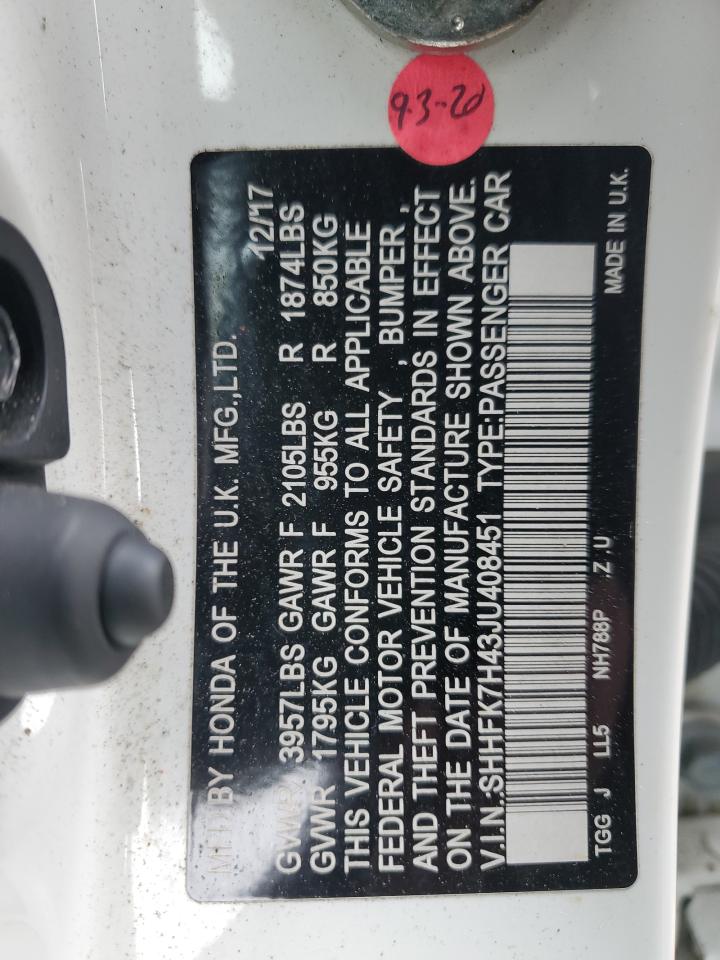 9-3-20
MFD BY HONDA OF THE U.K. MFG.,LTD. 12/17
GVWR 3957LBS GAWR F 2105LBS R 1874LBS
GVWR 1795KG GAWR F 955KG R 850KG
THIS VEHICLE CONFORMS TO ALL APPLICABLE
FEDERAL MOTOR VEHICLE SAFETY , BUMPER ,
AND THEFT PREVENTION STANDARDS IN EFFECT
ON THE DATE OF MANUFACTURE SHOWN ABOVE.
V.I.N.:SHHFK7H43JU408451 TYPE:PASSENGER CAR
TGG J LL5 NH788P .Z .U MADE IN U.K.